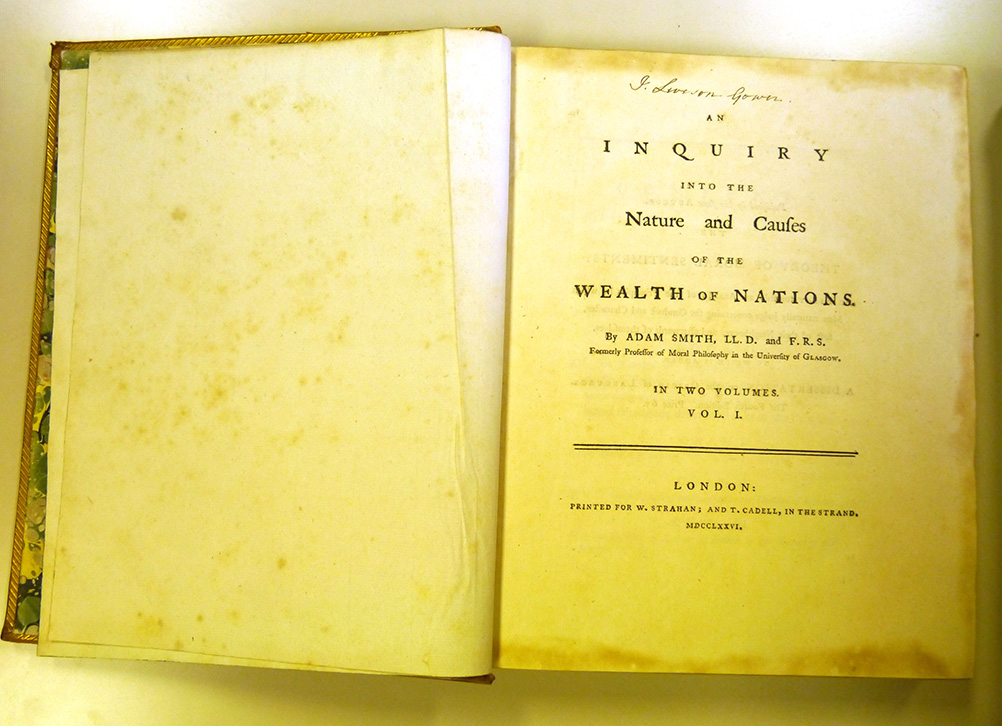 J. Leveson Gower.
AN
INQUIRY
INTO THE
Nature and Cauſes
OF THE
WEALTH OF NATIONS.
By ADAM SMITH, LL. D. and F. R. S.
Formerly Profeſſor of Moral Philoſophy in the Univerſity of GLASGOW.
IN TWO VOLUMES.
VOL. I.
LONDON:
PRINTED FOR W. STRAHAN; AND T. CADELL, IN THE STRAND.
MDCCLXXVI.